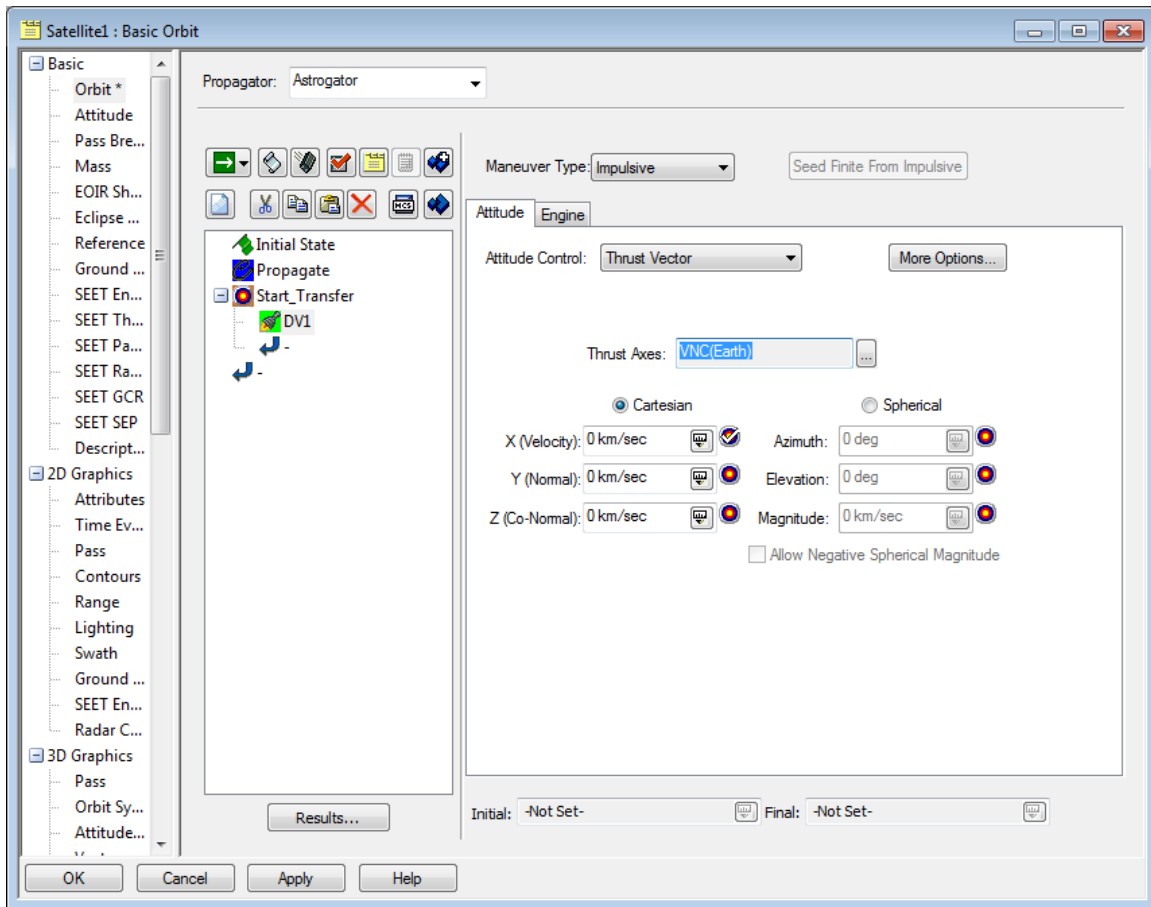 Satellite1 : Basic Orbit
Basic
Orbit *
Attitude
Pass Bre...
Mass
EOIR Sh...
Eclipse ...
Reference
Ground ...
SEET En...
SEET Th...
SEET Pa...
SEET Ra...
SEET GCR
SEET SEP
Descript...
2D Graphics
Attributes
Time Ev...
Pass
Contours
Range
Lighting
Swath
Ground ...
SEET En...
Radar C...
3D Graphics
Pass
Orbit Sy...
Attitude...
Propagator: Astrogator
MCS
Initial State
Propagate
Start_Transfer
DV1
-
-
Results...
Maneuver Type: Impulsive
Seed Finite From Impulsive
Attitude Engine
Attitude Control: Thrust Vector More Options...
Thrust Axes: VNC(Earth) ...
Cartesian Spherical
X (Velocity): 0 km/sec Azimuth: 0 deg
Y (Normal): 0 km/sec Elevation: 0 deg
Z (Co-Normal): 0 km/sec Magnitude: 0 km/sec
Allow Negative Spherical Magnitude
Initial: -Not Set- Final: -Not Set-
OK Cancel Apply Help